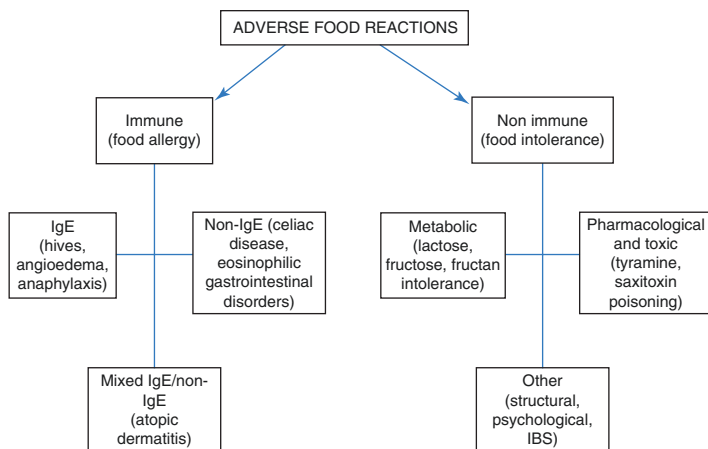 ADVERSE FOOD REACTIONS
Immune
(food allergy)
Non immune
(food intolerance)
IgE
(hives,
angioedema,
anaphylaxis)
Non-IgE (celiac
disease,
eosinophilic
gastrointestinal
disorders)
Metabolic
(lactose,
fructose, fructan
intolerance)
Pharmacological
and toxic
(tyramine,
saxitoxin
poisoning)
Mixed IgE/non-
IgE
(atopic
dermatitis)
Other
(structural,
psychological,
IBS)